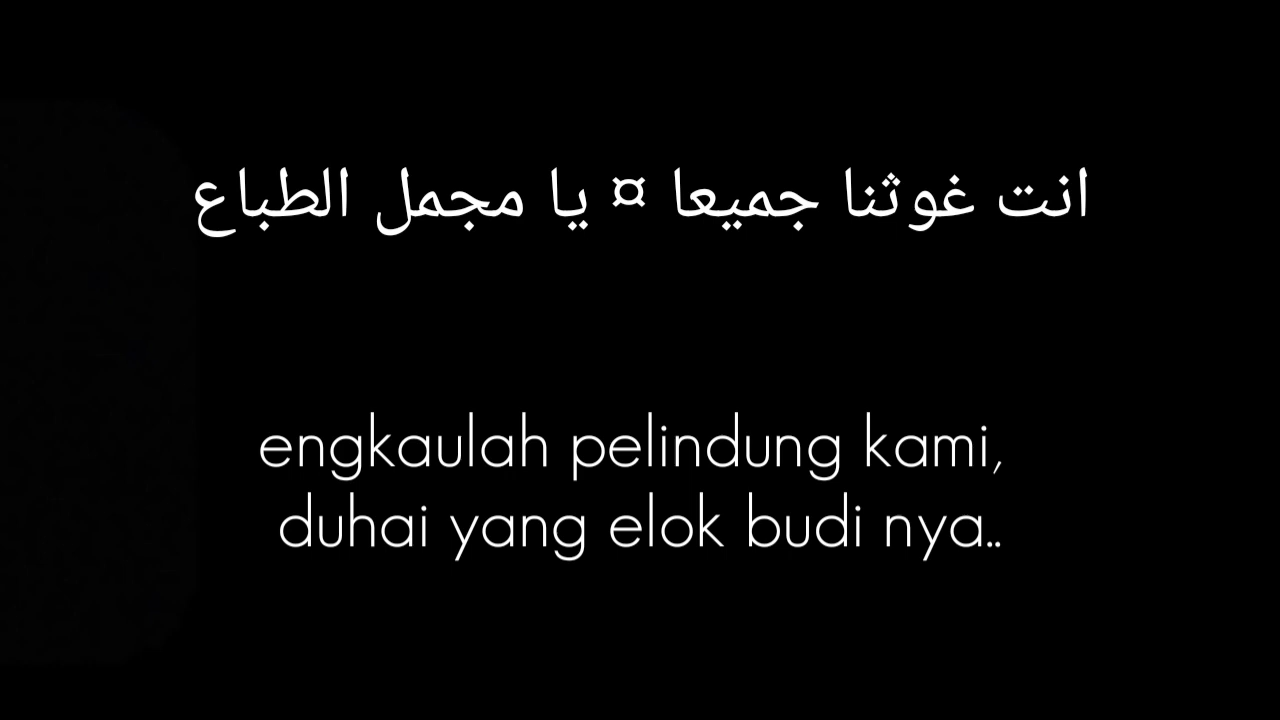 انت غوثنا جميعا ¤ يا مجمل الطباع
engkaulah pelindung kami,
duhai yang elok budi nya..